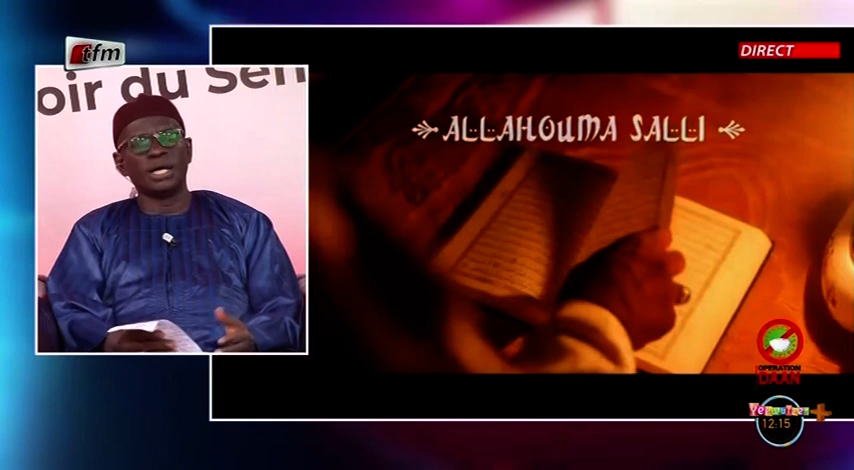 tfm
oir du Sen
DIRECT
ALLAHOUMA SALLI
OPERATION
DAAN
12:15